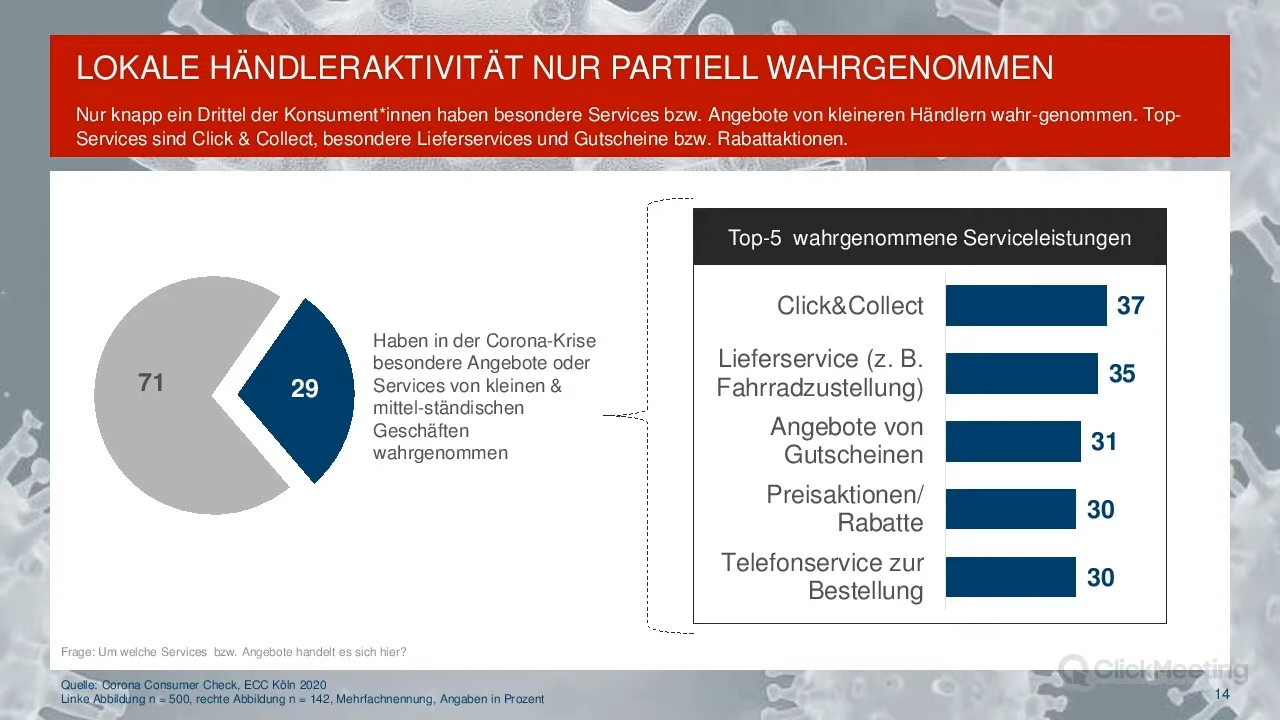 LOKALE HÄNDLERAKTIVITÄT NUR PARTIELL WAHRGENOMMEN
Nur knapp ein Drittel der Konsument*innen haben besondere Services bzw. Angebote von kleineren Händlern wahr-genommen. Top-
Services sind Click & Collect, besondere Lieferservices und Gutscheine bzw. Rabattaktionen.
71
29
Haben in der Corona-Krise
besondere Angebote oder
Services von kleinen &
mittel-ständischen
Geschäften
wahrgenommen
Top-5 wahrgenommene Serviceleistungen
Click&Collect
37
Lieferservice (z. B.
Fahrradzustellung)
35
Angebote von
Gutscheinen
31
Preisaktionen/
Rabatte
30
Telefonservice zur
Bestellung
30
Frage: Um welche Services bzw. Angebote handelt es sich hier?
Quelle: Corona Consumer Check, ECC Köln 2020
Linke Abbildung n = 500, rechte Abbildung n = 142, Mehrfachnennung, Angaben in Prozent
ClickMeeting
14